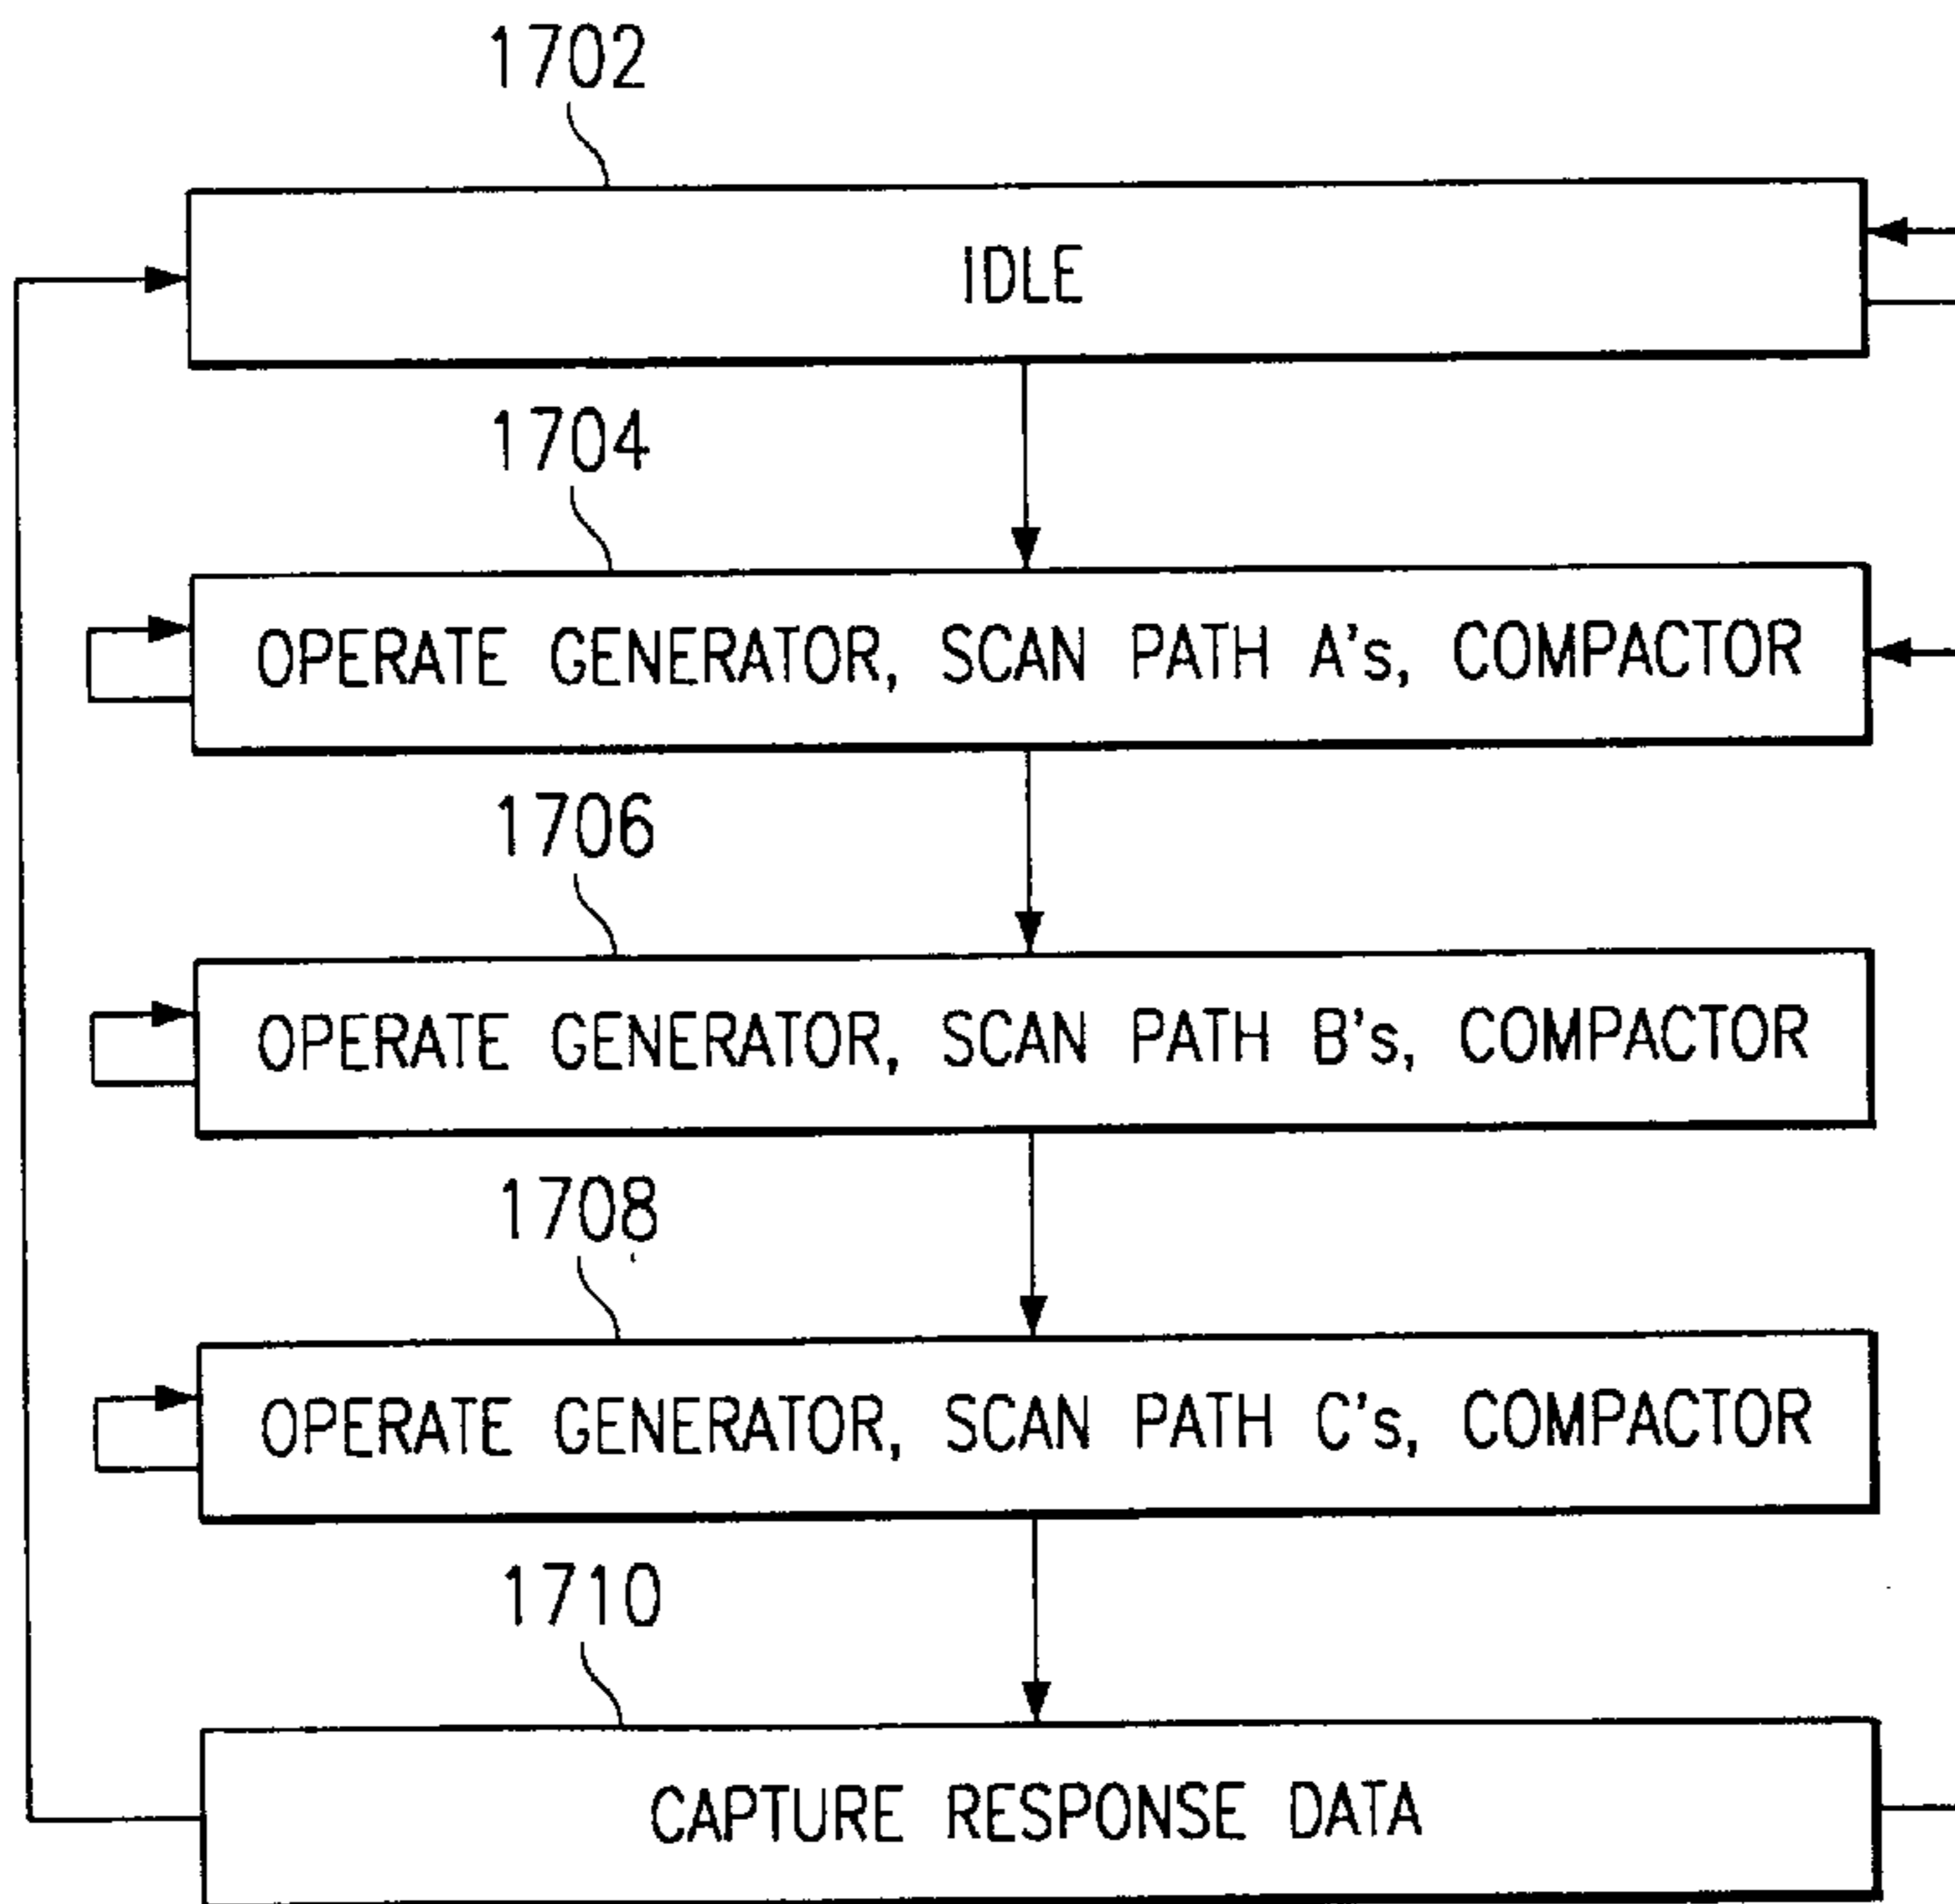 1702
IDLE
1704
OPERATE GENERATOR, SCAN PATH A's, COMPACTOR
1706
OPERATE GENERATOR, SCAN PATH B's, COMPACTOR
1708
OPERATE GENERATOR, SCAN PATH C's, COMPACTOR
1710
CAPTURE RESPONSE DATA